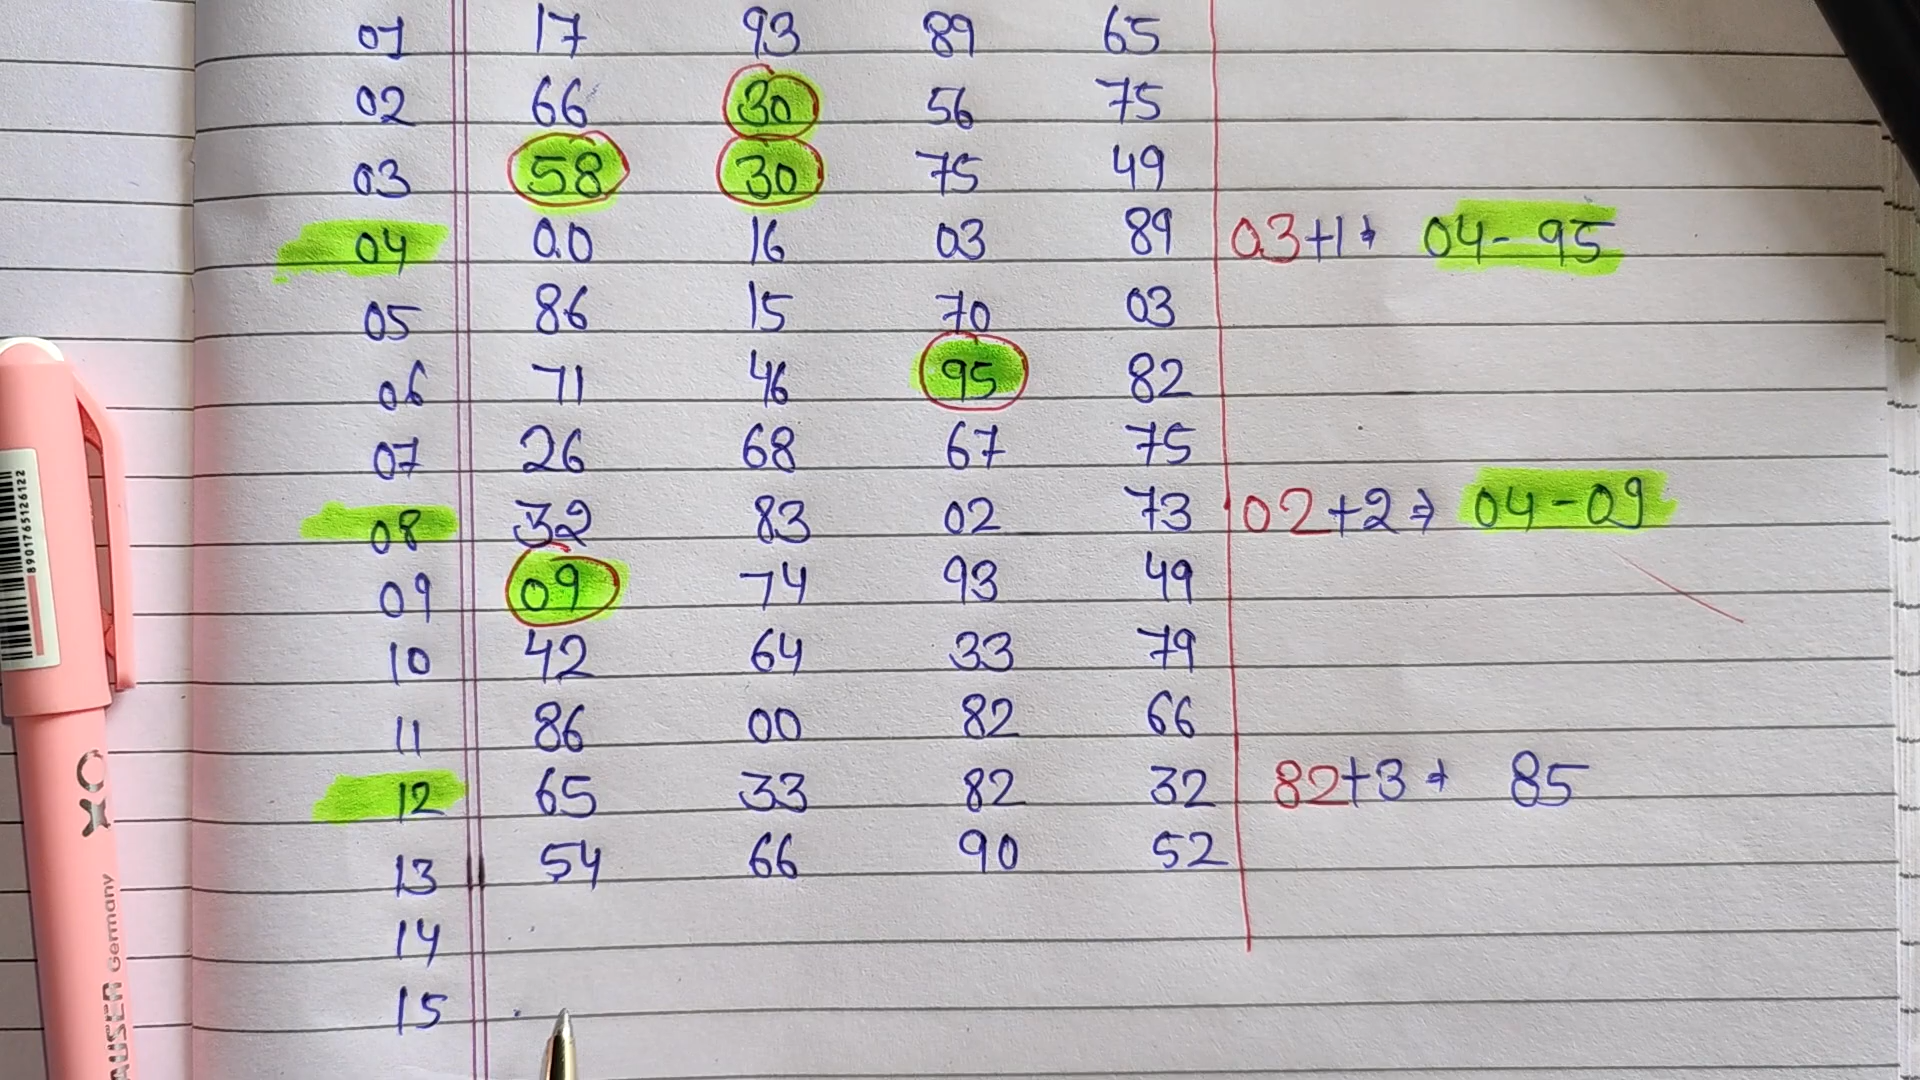 01 17 93 89 65
02 66 30 56 75
03 58 30 75 49
04 00 16 03 89 03+1→ 04-95
05 86 15 70 03
06 71 46 95 82
07 26 68 67 75
08 32 83 02 73 02+2⇒ 04-09
09 09 74 93 49
10 42 64 33 79
11 86 00 82 66
12 65 33 82 32 82+3→ 85
13 54 66 90 52
14
15
8901765126122
XO
AUSER Germany